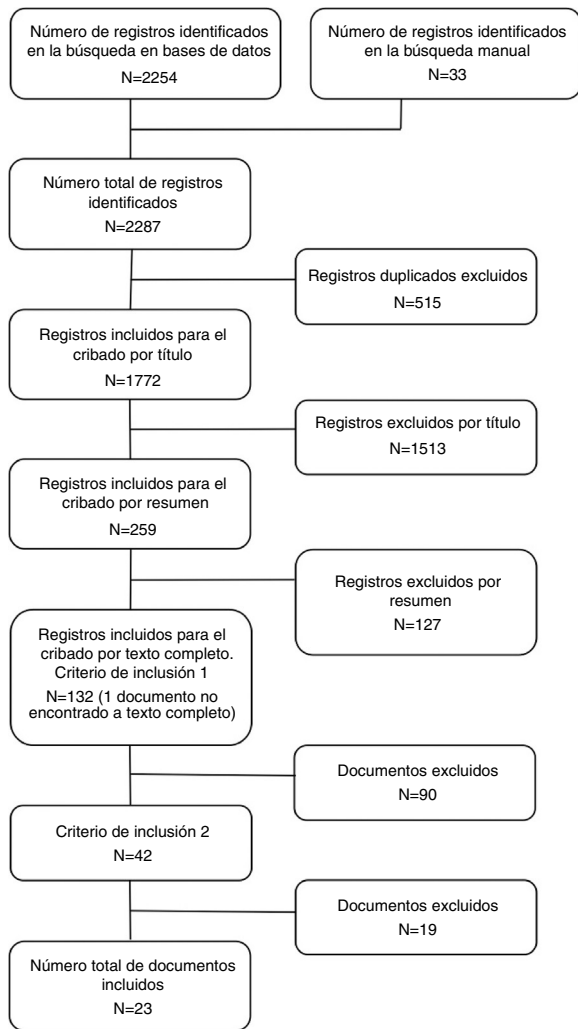 Número de registros identificados
en la búsqueda en bases de datos
N=2254
Número de registros identificados
en la búsqueda manual
N=33
Número total de registros
identificados
N=2287
Registros duplicados excluidos
N=515
Registros incluidos para el
cribado por título
N=1772
Registros excluidos por título
N=1513
Registros incluidos para el
cribado por resumen
N=259
Registros excluidos por
resumen
N=127
Registros incluidos para el
cribado por texto completo.
Criterio de inclusión 1
N=132 (1 documento no
encontrado a texto completo)
Documentos excluidos
N=90
Criterio de inclusión 2
N=42
Documentos excluidos
N=19
Número total de documentos
incluidos
N=23